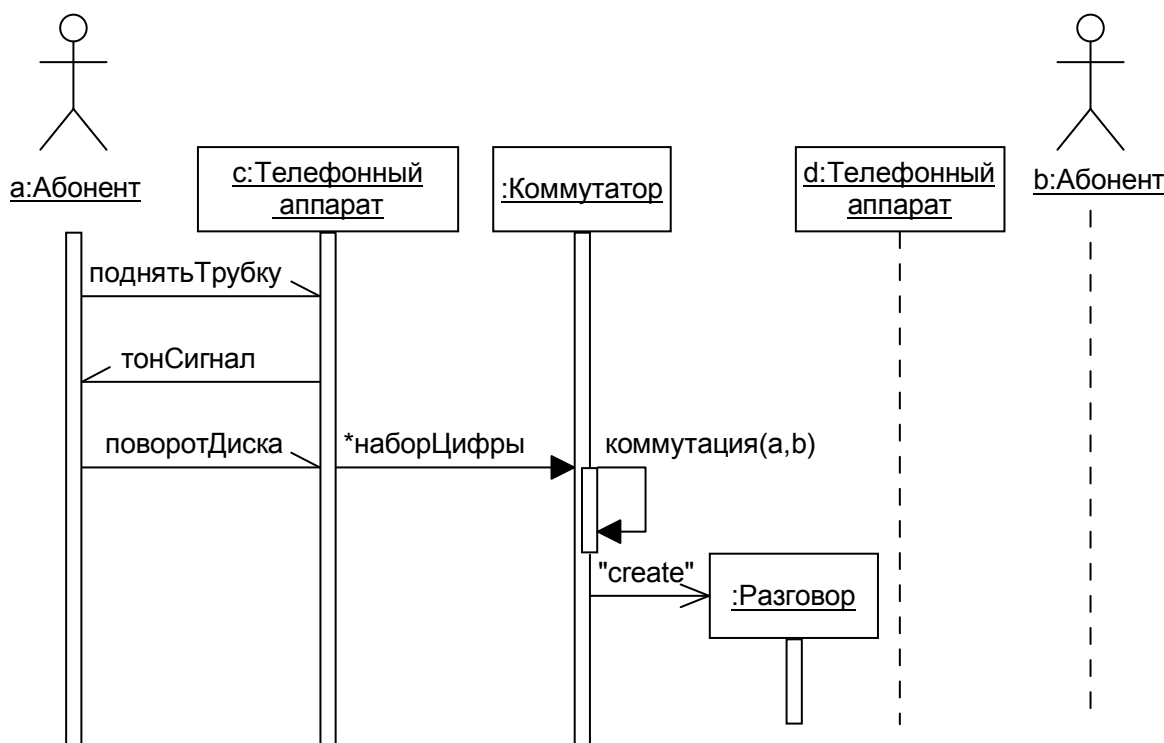 a:Абонент
c:Телефонный
аппарат
:Коммутатор
d:Телефонный
аппарат
b:Абонент
поднятьТрубку
тонСигнал
поворотДиска
*наборЦифры
коммутация(a,b)
"create"
:Разговор